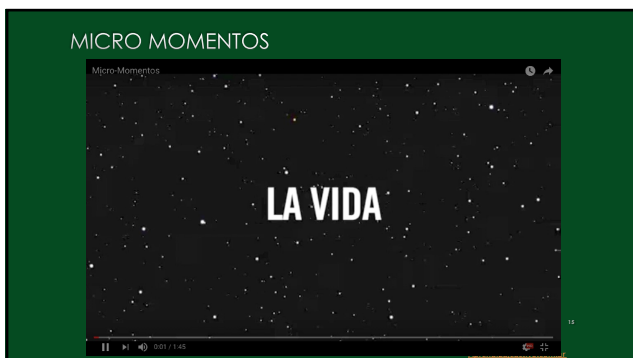 MICRO MOMENTOS
Micro-Momentos
LA VIDA
15
0:01 / 1:45